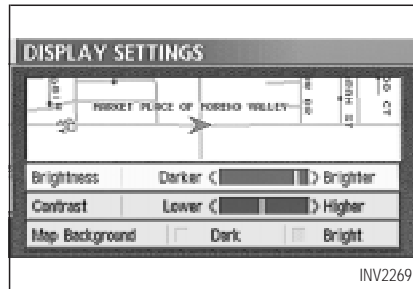 DISPLAY SETTINGS
MARKET PLACE OF MORENO VALLEY
Brightness Darker Brighter
Contrast Lower Higher
Map Background Dark Bright
INV2269